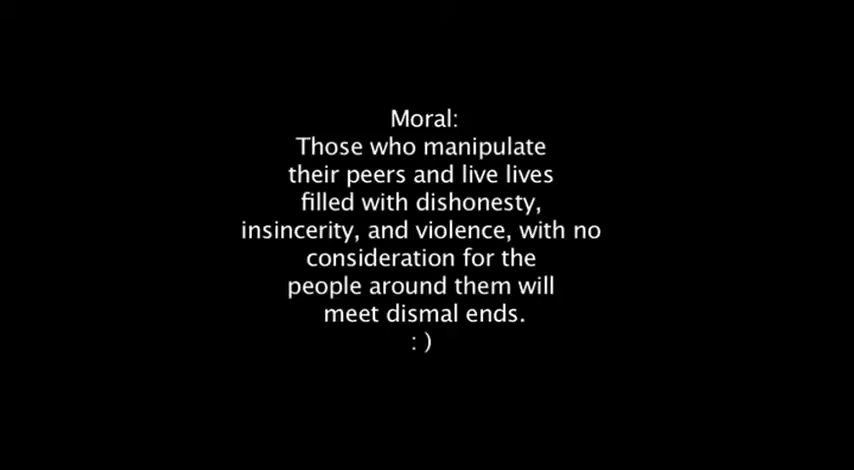 Moral:
Those who manipulate
their peers and live lives
filled with dishonesty,
insincerity, and violence, with no
consideration for the
people around them will
meet dismal ends.
: )